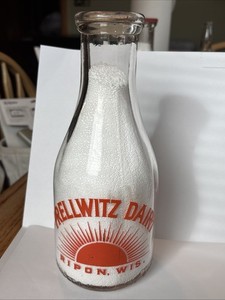 RELLWITZ DAIR
RIPON, WIS.